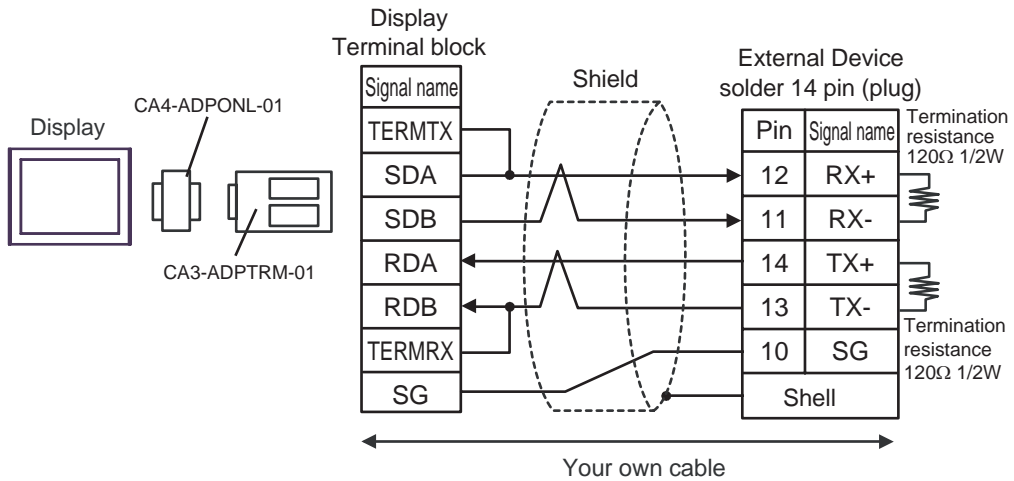 Display
Terminal block
External Device
solder 14 pin (plug)
Shield
CA4-ADPONL-01
Display
CA3-ADPTRM-01
Signal name
TERMTX
SDA
SDB
RDA
RDB
TERMRX
SG
Pin Signal name
12 RX+
11 RX-
14 TX+
13 TX-
10 SG
Shell
Termination
resistance
120Ω 1/2W
Termination
resistance
120Ω 1/2W
Your own cable